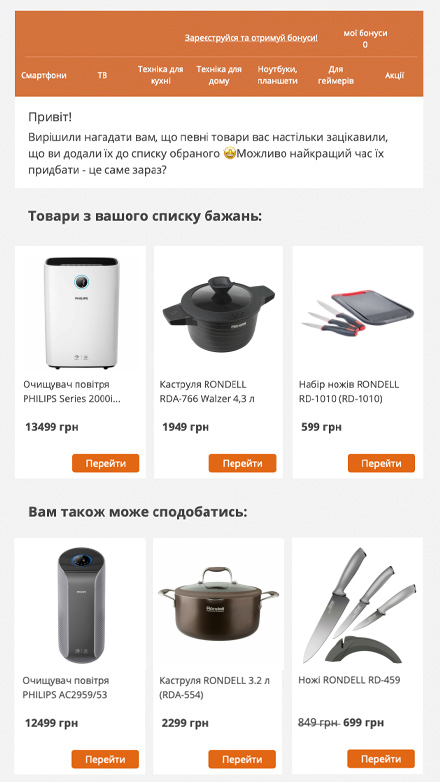 Зареєструйся та отримуй бонуси!
мої бонуси
0
Смартфони
ТВ
Техніка для кухні
Техніка для дому
Ноутбуки, планшети
Для геймерів
Акції
Привіт!
Вирішили нагадати вам, що певні товари вас настільки зацікавили,
що ви додали їх до списку обраного 🤩Можливо найкращий час їх
придбати - це саме зараз?
Товари з вашого списку бажань:
PHILIPS
Очищувач повітря
PHILIPS Series 2000i...
13499 грн
Перейти
Каструля RONDELL
RDA-766 Walzer 4,3 л
1949 грн
Перейти
Набір ножів RONDELL
RD-1010 (RD-1010)
599 грн
Перейти
Вам також може сподобатись:
Очищувач повітря
PHILIPS AC2959/53
12499 грн
Перейти
Rondell
Каструля RONDELL 3.2 л
(RDA-554)
2299 грн
Перейти
Ножі RONDELL RD-459
849 грн 699 грн
Перейти